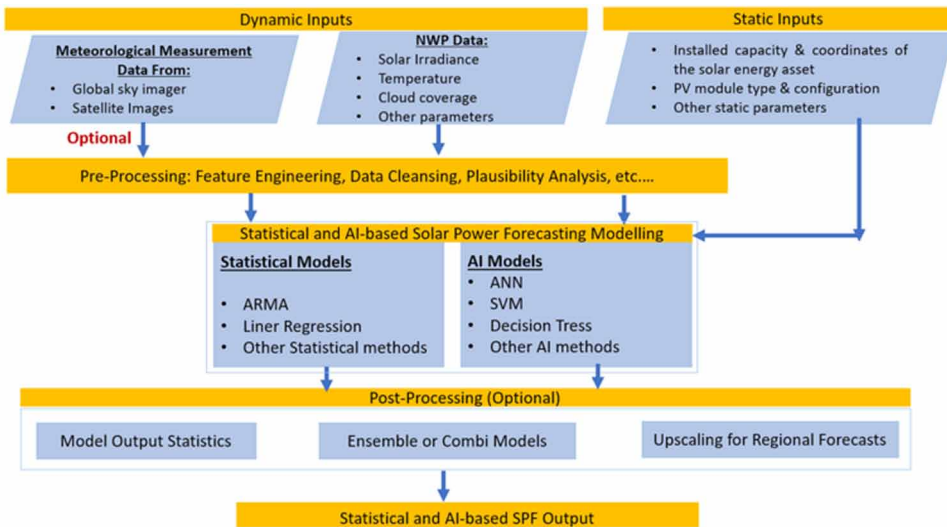 Dynamic Inputs
Static Inputs
Meteorological Measurement
Data From:
• Global sky imager
• Satellite Images
NWP Data:
• Solar Irradiance
• Temperature
• Cloud coverage
• Other parameters
• Installed capacity & coordinates of
the solar energy asset
• PV module type & configuration
• Other static parameters
Optional
Pre-Processing: Feature Engineering, Data Cleansing, Plausibility Analysis, etc....
Statistical and AI-based Solar Power Forecasting Modelling
Statistical Models
• ARMA
• Liner Regression
• Other Statistical methods
AI Models
• ANN
• SVM
• Decision Tress
• Other AI methods
Post-Processing (Optional)
Model Output Statistics
Ensemble or Combi Models
Upscaling for Regional Forecasts
Statistical and AI-based SPF Output